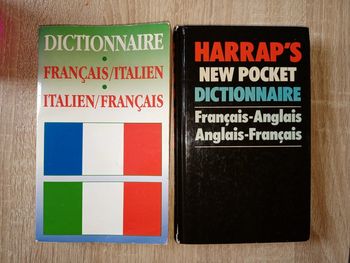 DICTIONNAIRE
•
FRANÇAIS/ITALIEN
•
ITALIEN/FRANÇAIS
HARRAP'S
NEW POCKET
DICTIONNAIRE
Français-Anglais
Anglais-Français